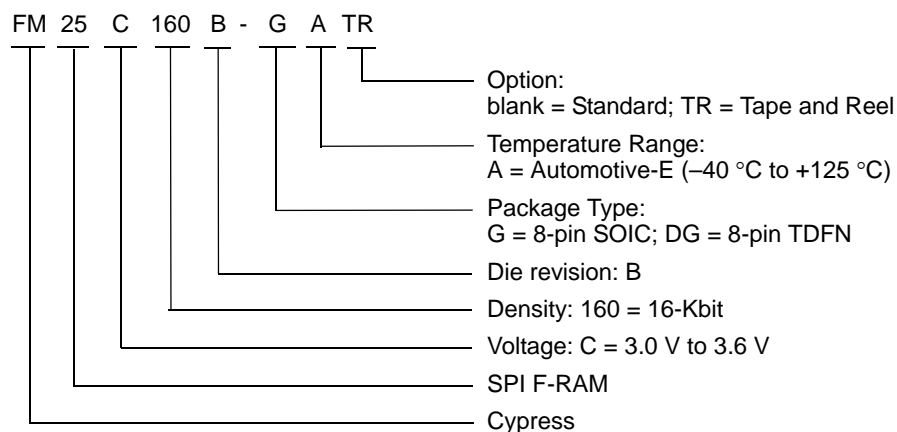 FM 25 C 160 B - G A TR
Option:
blank = Standard; TR = Tape and Reel
Temperature Range:
A = Automotive-E (–40 °C to +125 °C)
Package Type:
G = 8-pin SOIC; DG = 8-pin TDFN
Die revision: B
Density: 160 = 16-Kbit
Voltage: C = 3.0 V to 3.6 V
SPI F-RAM
Cypress